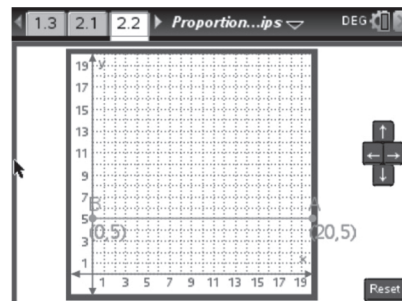 1.3 2.1 2.2 Proportion...ips DEG
y
19
17
15
13
11
9
7
5
3
1
B
(0,5)
A
(20,5)
x
1 3 5 7 9 11 13 15 17 19
↑
← →
↓
Reset